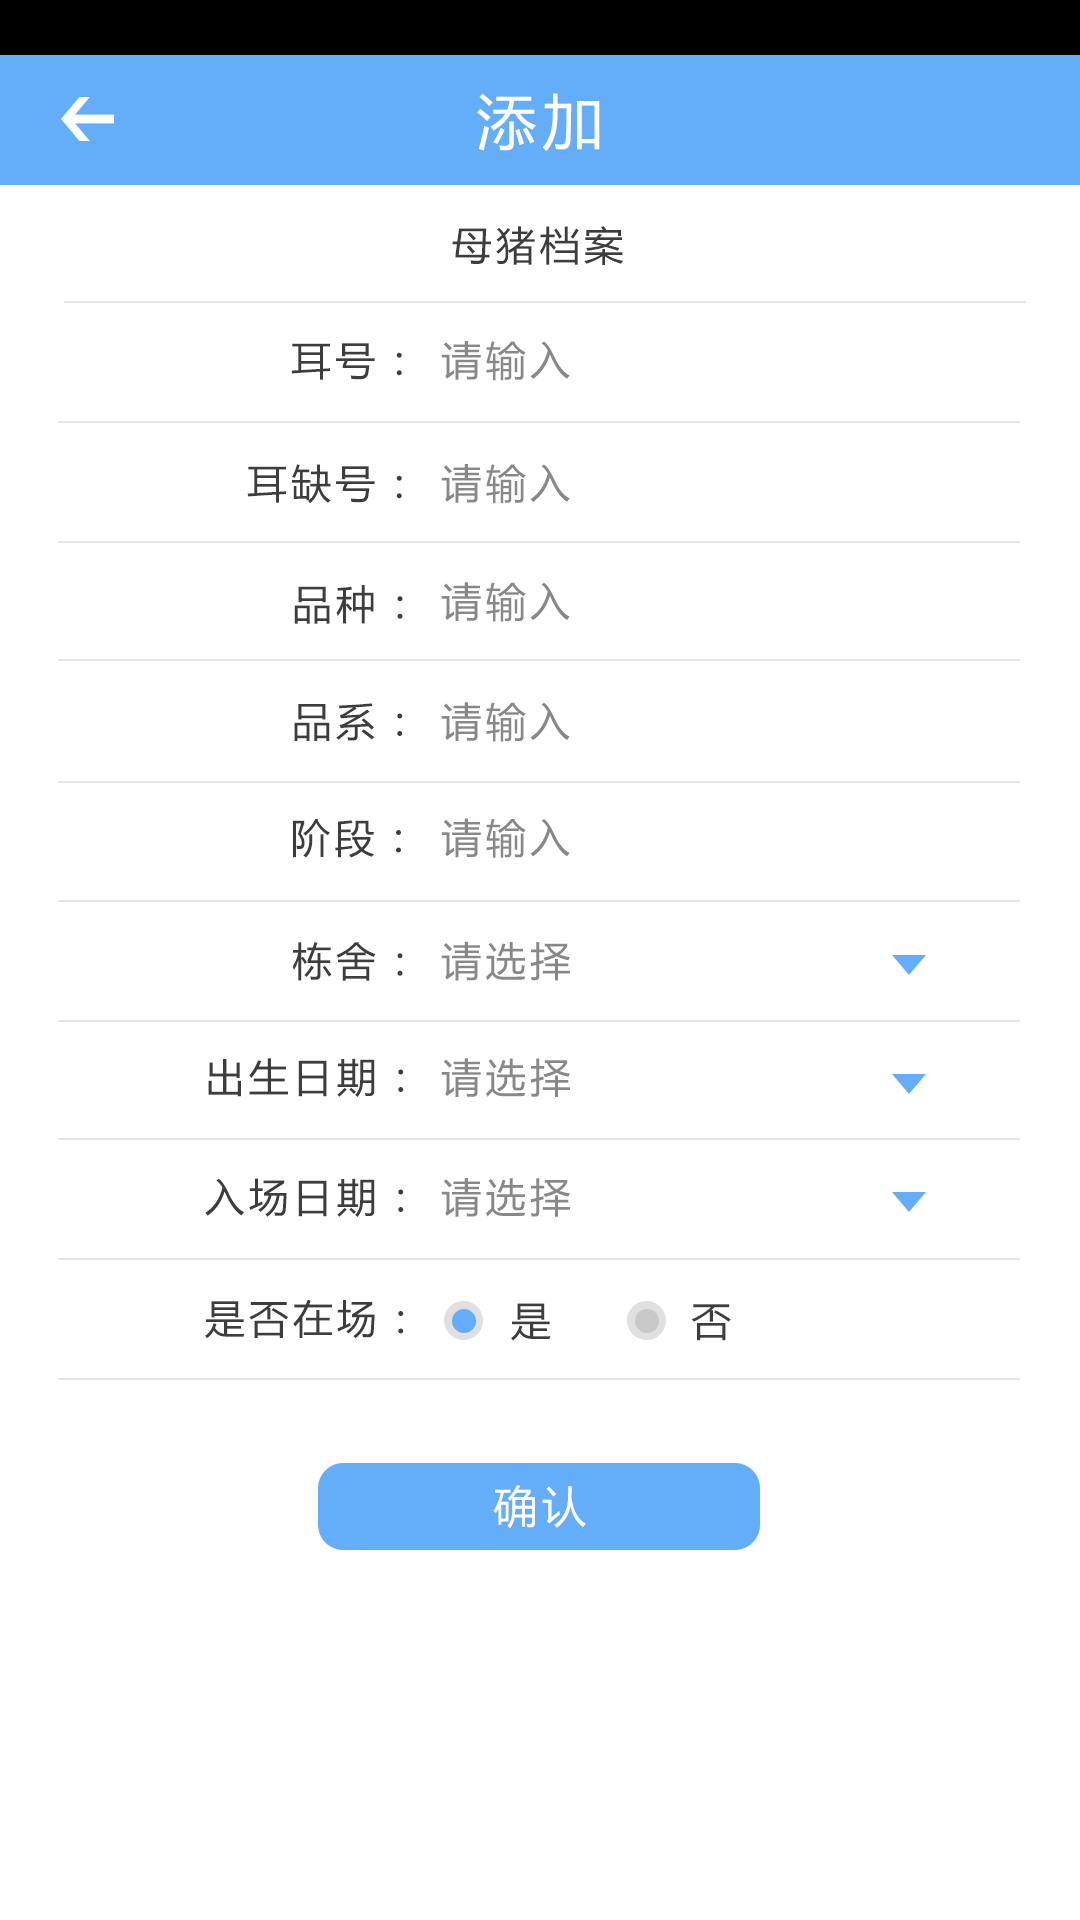 添加
母猪档案
耳号： 请输入
耳缺号： 请输入
品种： 请输入
品系： 请输入
阶段： 请输入
栋舍： 请选择
出生日期： 请选择
入场日期： 请选择
是否在场： 是 否
确认